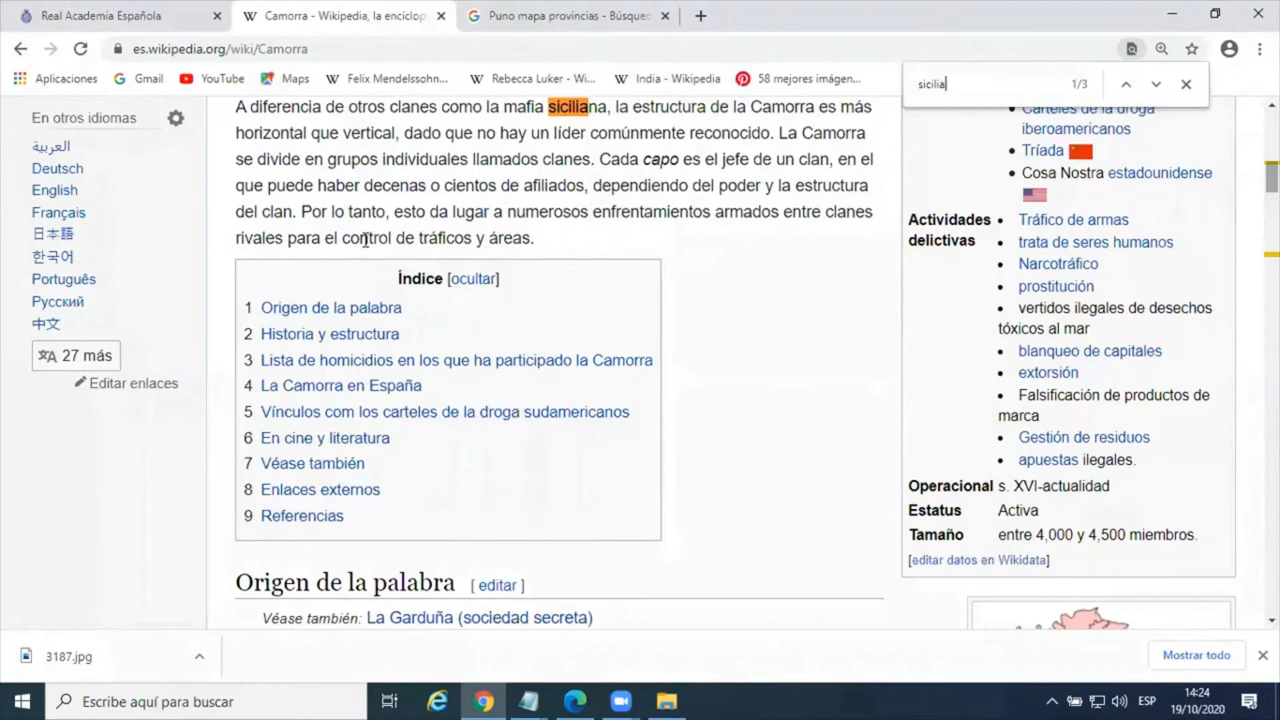 Real Academia Española
Camorra - Wikipedia, la enciclop
Puno mapa provincias - Búsque
es.wikipedia.org/wiki/Camorra
Aplicaciones
Gmail
YouTube
Maps
Felix Mendelssohn...
Rebecca Luker - Wi...
India - Wikipedia
58 mejores imágen...
sicilia
1/3
En otros idiomas
العربية
Deutsch
English
Français
日本語
한국어
Português
Русский
中文
27 más
Editar enlaces
A diferencia de otros clanes como la mafia siciliana, la estructura de la Camorra es más
horizontal que vertical, dado que no hay un líder comúnmente reconocido. La Camorra
se divide en grupos individuales llamados clanes. Cada capo es el jefe de un clan, en el
que puede haber decenas o cientos de afiliados, dependiendo del poder y la estructura
del clan. Por lo tanto, esto da lugar a numerosos enfrentamientos armados entre clanes
rivales para el control de tráficos y áreas.
Índice [ocultar]
1 Origen de la palabra
2 Historia y estructura
3 Lista de homicidios en los que ha participado la Camorra
4 La Camorra en España
5 Vínculos com los carteles de la droga sudamericanos
6 En cine y literatura
7 Véase también
8 Enlaces externos
9 Referencias
Origen de la palabra [ editar ]
Véase también: La Garduña (sociedad secreta)
Carteles de la droga
iberoamericanos
Tríada
Cosa Nostra estadounidense
Actividades
delictivas
Tráfico de armas
trata de seres humanos
Narcotráfico
prostitución
vertidos ilegales de desechos
tóxicos al mar
blanqueo de capitales
extorsión
Falsificación de productos de
marca
Gestión de residuos
apuestas ilegales.
Operacional s. XVI-actualidad
Estatus Activa
Tamaño entre 4,000 y 4,500 miembros.
[editar datos en Wikidata]
3187.jpg
Mostrar todo
Escribe aquí para buscar
ESP
14:24
19/10/2020